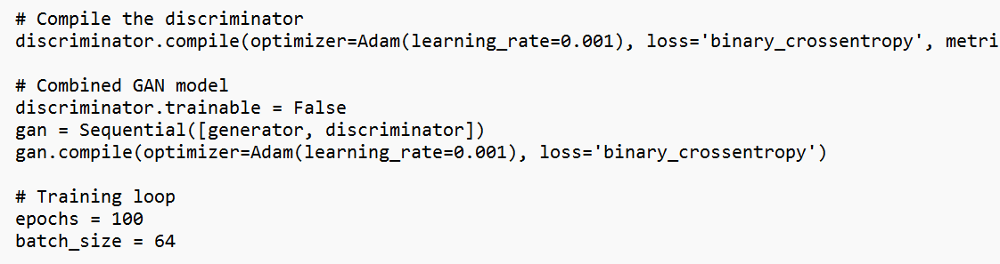 # Compile the discriminator
discriminator.compile(optimizer=Adam(learning_rate=0.001), loss='binary_crossentropy', metri
# Combined GAN model
discriminator.trainable = False
gan = Sequential([generator, discriminator])
gan.compile(optimizer=Adam(learning_rate=0.001), loss='binary_crossentropy')
# Training loop
epochs = 100
batch_size = 64